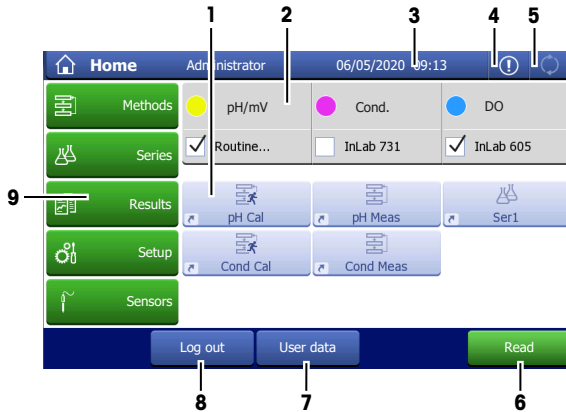 1 2 3 4 5
Home Administrator 06/05/2020 09:13
Methods pH/mV Cond. DO
Series Routine... InLab 731 InLab 605
9 Results pH Cal pH Meas Ser1
Setup Cond Cal Cond Meas
Sensors
Log out User data Read
8 7 6